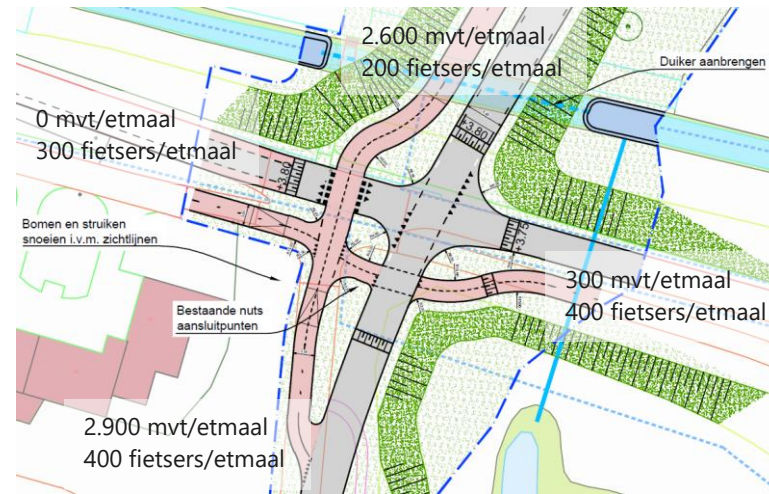 2.600 mvt/etmaal
200 fietsers/etmaal
Duiker aanbrengen
0 mvt/etmaal
300 fietsers/etmaal
+3.80
+3.80
+3.75
Bomen en struiken
snoeien i.v.m. zichtlijnen
Bestaande nuts
aansluitpunten
300 mvt/etmaal
400 fietsers/etmaal
2.900 mvt/etmaal
400 fietsers/etmaal